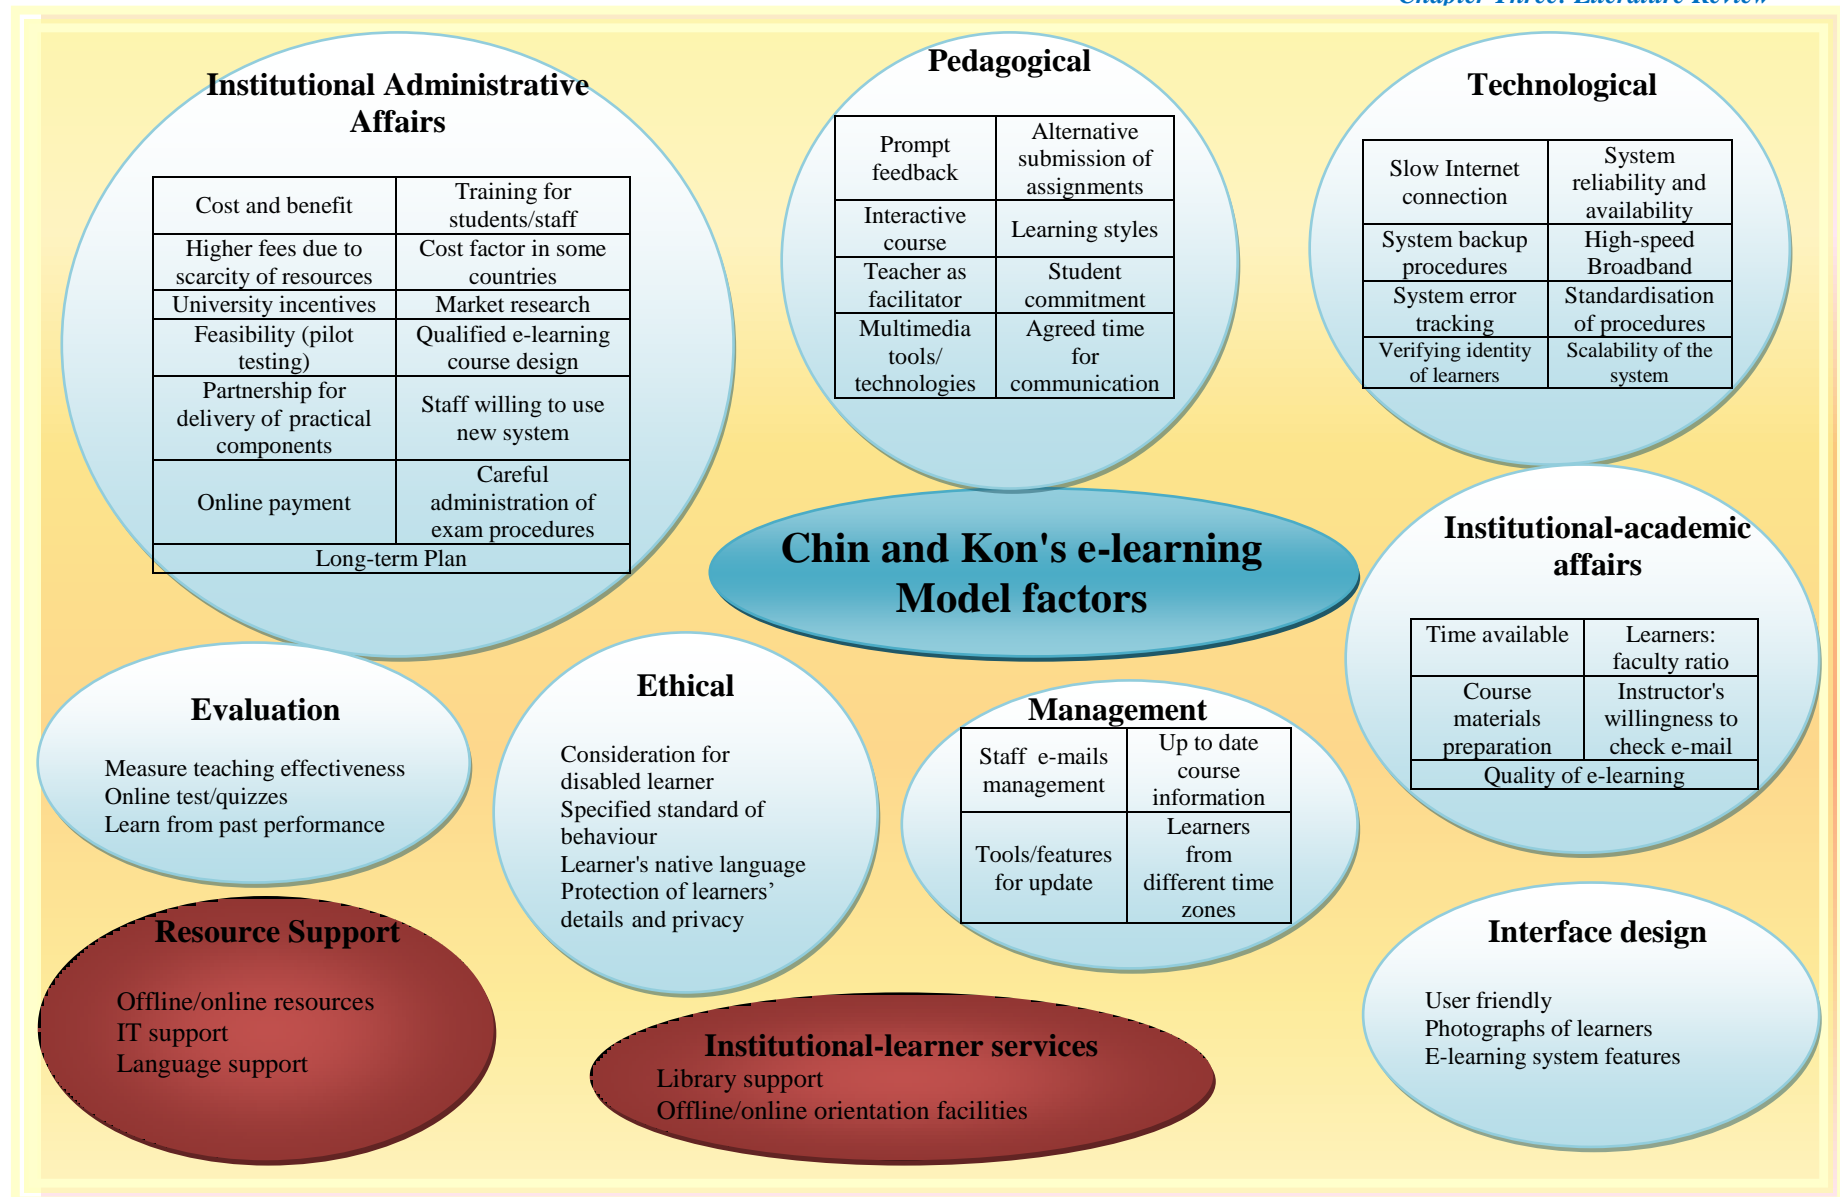 Chapter Three: Literature Review
Institutional Administrative
Affairs
Cost and benefit
Training for
students/staff
Higher fees due to
scarcity of resources
Cost factor in some
countries
University incentives
Market research
Feasibility (pilot
testing)
Qualified e-learning
course design
Partnership for
delivery of practical
components
Staff willing to use
new system
Online payment
Careful
administration of
exam procedures
Long-term Plan
Pedagogical
Prompt
feedback
Alternative
submission of
assignments
Interactive
course
Learning styles
Teacher as
facilitator
Student
commitment
Multimedia
tools/
technologies
Agreed time
for
communication
Technological
Slow Internet
connection
System
reliability and
availability
System backup
procedures
High-speed
Broadband
System error
tracking
Standardisation
of procedures
Verifying identity
of learners
Scalability of the
system
Chin and Kon's e-learning
Model factors
Institutional-academic
affairs
Time available
Learners:
faculty ratio
Course
materials
preparation
Instructor's
willingness to
check e-mail
Quality of e-learning
Evaluation
Measure teaching effectiveness
Online test/quizzes
Learn from past performance
Ethical
Consideration for
disabled learner
Specified standard of
behaviour
Learner's native language
Protection of learners’
details and privacy
Management
Staff  e-mails
management
Up to date
course
information
Tools/features
for update
Learners
from
different time
zones
Resource Support
Offline/online resources
IT support
Language support
Institutional-learner services
Library support
Offline/online orientation facilities
Interface design
User friendly
Photographs of learners
E-learning system features